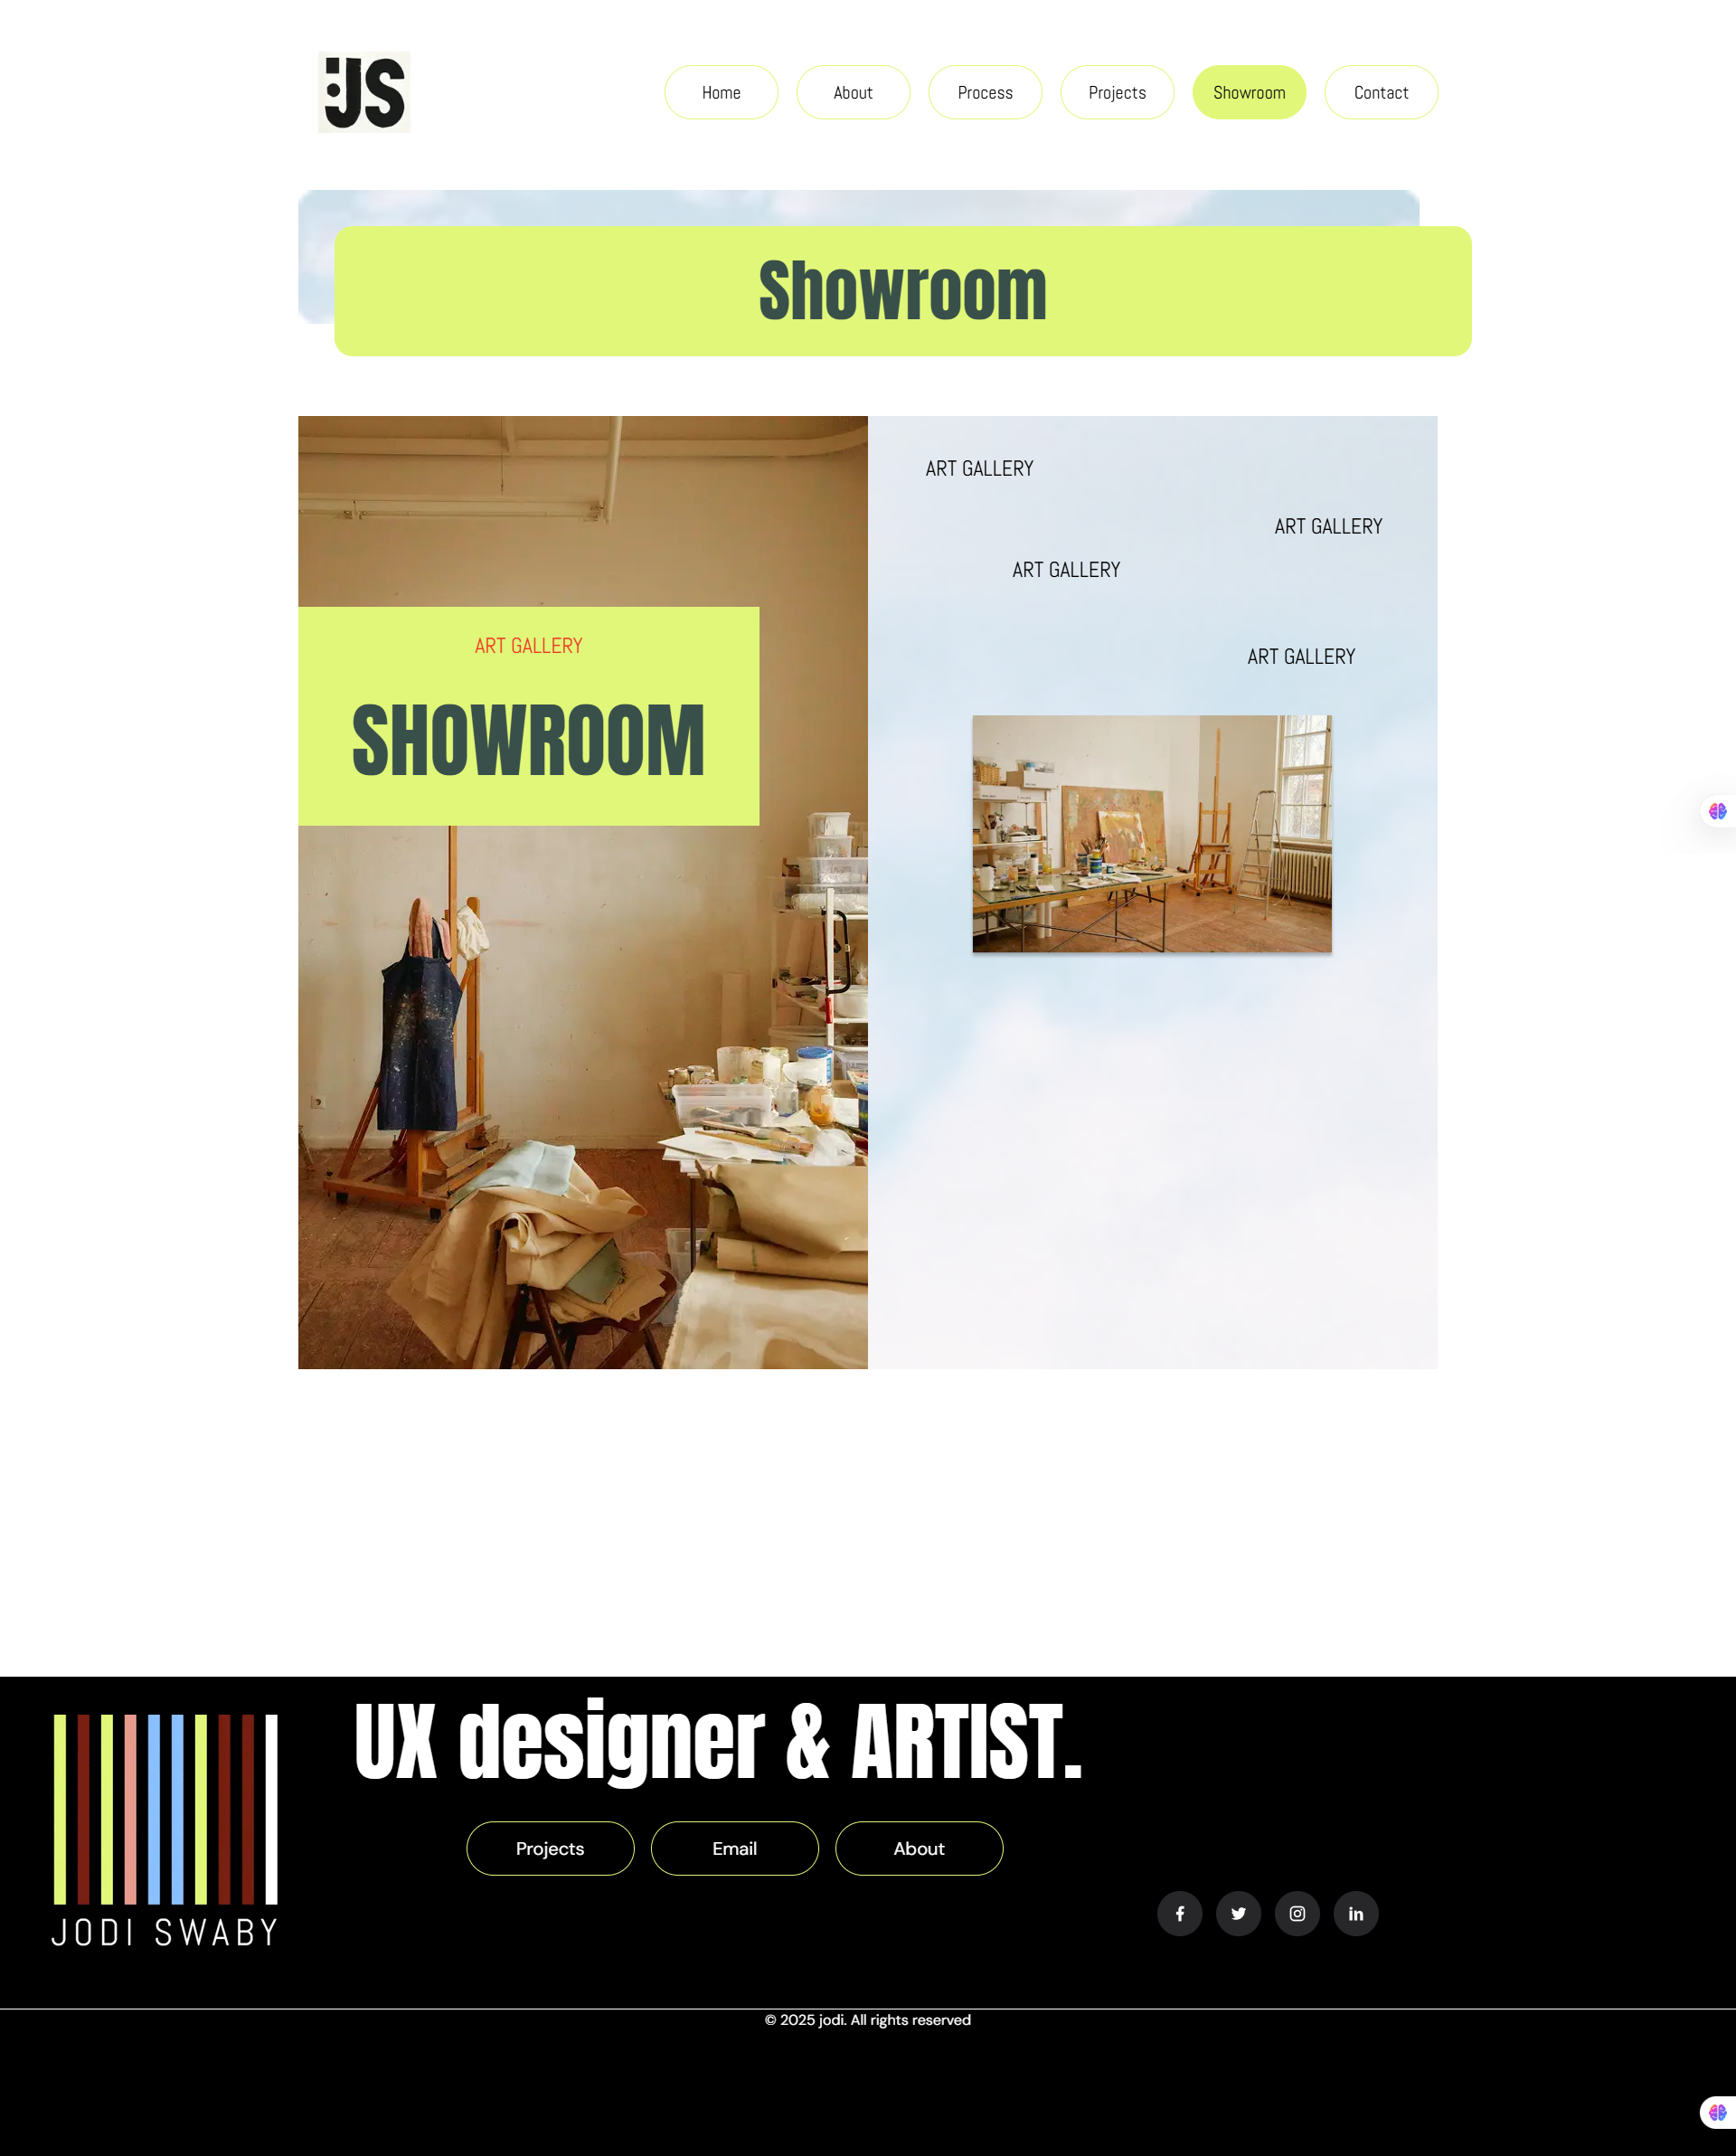 JS
Home
About
Process
Projects
Showroom
Contact
Showroom
ART GALLERY
SHOWROOM
ART GALLERY
ART GALLERY
ART GALLERY
ART GALLERY
UX designer & ARTIST.
Projects
Email
About
JODI SWABY
© 2025 jodi. All rights reserved